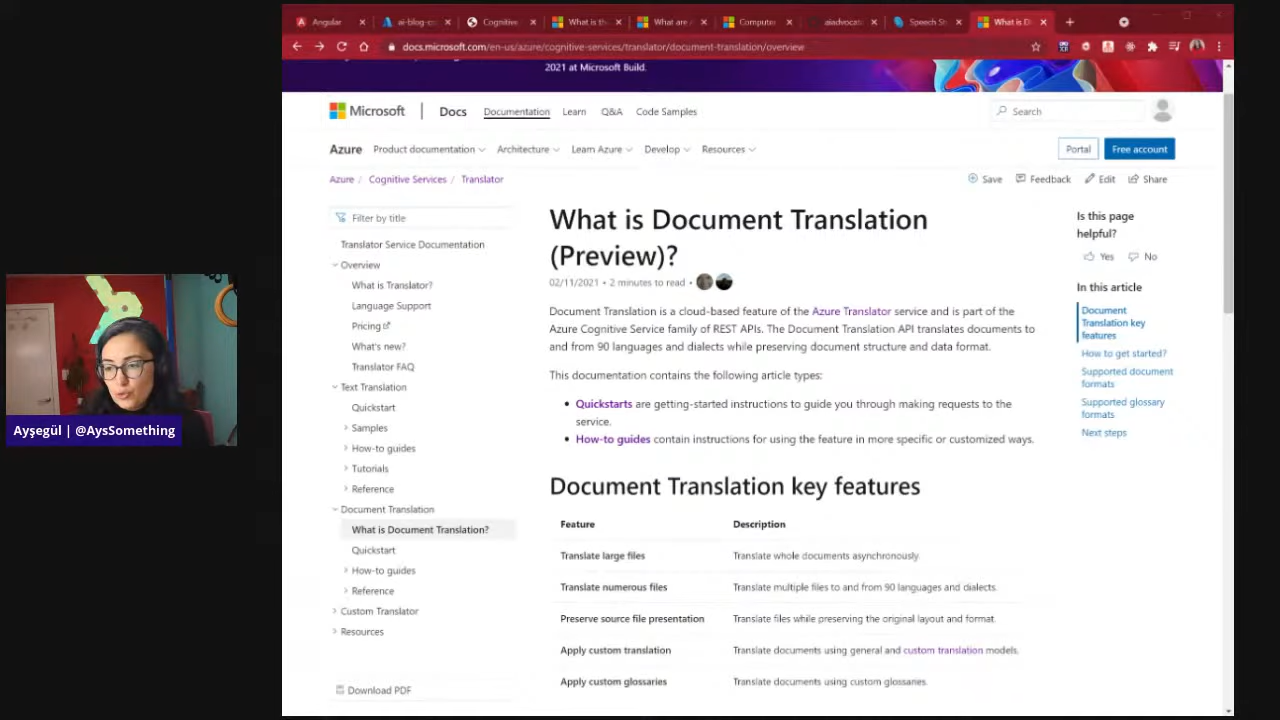 Angular
ai-blog-co
Cognitive
What is th
What are
Computer
aiadvocat
Speech St
What is D
docs.microsoft.com/en-us/azure/cognitive-services/translator/document-translation/overview
2021 at Microsoft Build.
Microsoft | Docs Documentation Learn Q&A Code Samples
Search
Azure Product documentation Architecture Learn Azure Develop Resources
Portal Free account
Azure / Cognitive Services / Translator
Save Feedback Edit Share
Filter by title
Translator Service Documentation
Overview
What is Translator?
Language Support
Pricing
What's new?
Translator FAQ
Text Translation
Quickstart
Samples
How-to guides
Tutorials
Reference
Document Translation
What is Document Translation?
Quickstart
How-to guides
Reference
Custom Translator
Resources
Download PDF
What is Document Translation
(Preview)?
02/11/2021 • 2 minutes to read •
Document Translation is a cloud-based feature of the Azure Translator service and is part of the
Azure Cognitive Service family of REST APIs. The Document Translation API translates documents to
and from 90 languages and dialects while preserving document structure and data format.
This documentation contains the following article types:
• Quickstarts are getting-started instructions to guide you through making requests to the
service.
• How-to guides contain instructions for using the feature in more specific or customized ways.
Document Translation key features
Feature Description
Translate large files Translate whole documents asynchronously.
Translate numerous files Translate multiple files to and from 90 languages and dialects.
Preserve source file presentation Translate files while preserving the original layout and format.
Apply custom translation Translate documents using general and custom translation models.
Apply custom glossaries Translate documents using custom glossaries.
Is this page
helpful?
Yes No
In this article
Document
Translation key
features
How to get started?
Supported document
formats
Supported glossary
formats
Next steps
Ayşegül | @AysSomething